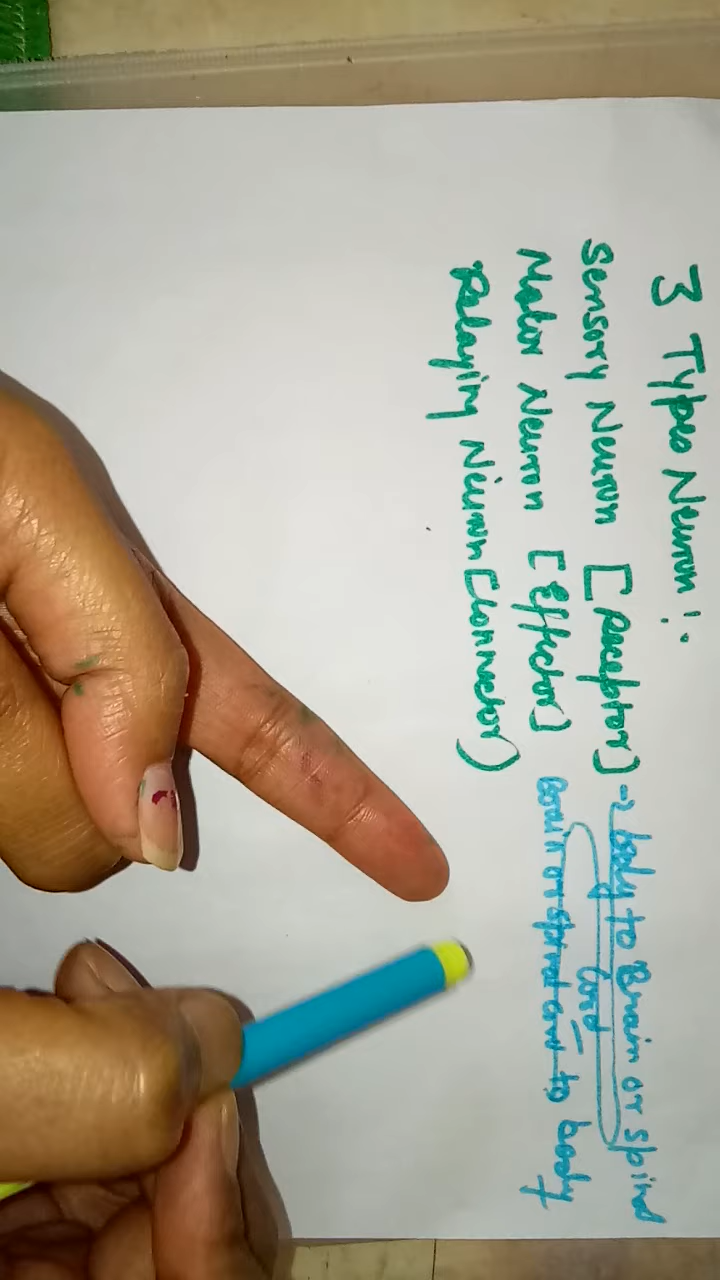 3 Types Neuron :-
Sensory Neuron [Receptor] → body to Brain or spinal
cord
Motor Neuron [Effector] Brain or spinal cord to body
Relaying Neuron [Connector)